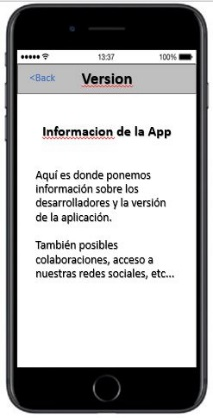 13:37 100%
<Back Version
Informacion de la App
Aquí es donde ponemos
información sobre los
desarrolladores y la versión
de la aplicación.
También posibles
colaboraciones, acceso a
nuestras redes sociales, etc...